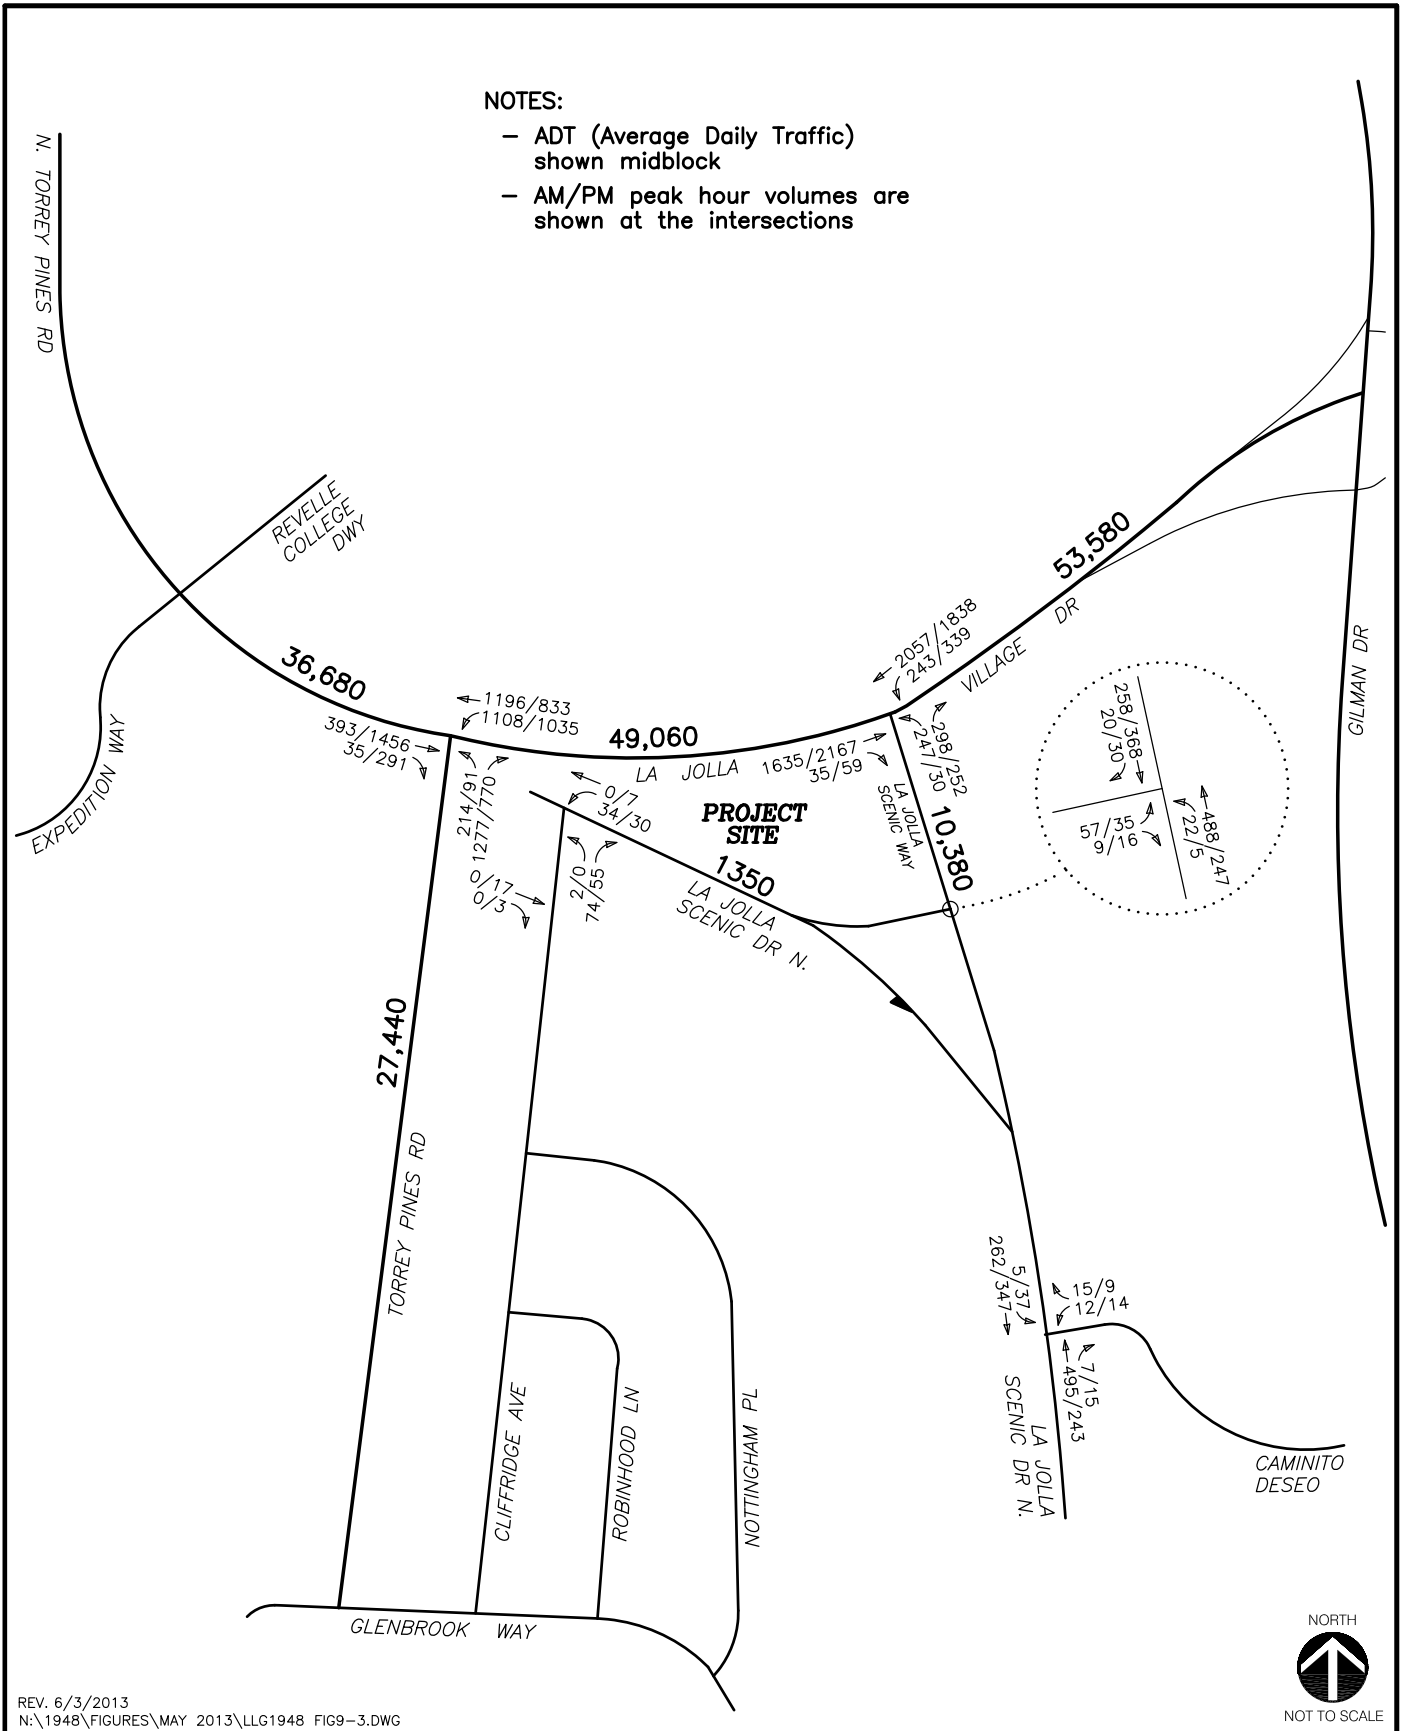 NOTES:
– ADT (Average Daily Traffic)
shown midblock
– AM/PM peak hour volumes are
shown at the intersections
N. TORREY PINES RD
REVELLE
COLLEGE
DWY
EXPEDITION WAY
36,680
53,580
VILLAGE DR
GILMAN DR
2057/1838
243/339
1196/833
1108/1035
393/1456
35/291
49,060
LA JOLLA
1635/2167
35/59
298/252
247/30
LA JOLLA
SCENIC WAY
10,380
258/368
20/30
57/35
9/16
488/247
22/5
214/91
1277/770
0/7
34/30
PROJECT
SITE
0/17
0/3
2/0
74/55
1350
LA JOLLA
SCENIC DR N.
27,440
TORREY PINES RD
5/37
262/347
15/9
12/14
7/15
495/243
LA JOLLA
SCENIC DR N.
CAMINITO
DESEO
CLIFFRIDGE AVE
ROBINHOOD LN
NOTTINGHAM PL
GLENBROOK WAY
NORTH
NOT TO SCALE
REV. 6/3/2013
N:\1948\FIGURES\MAY 2013\LLG1948 FIG9-3.DWG